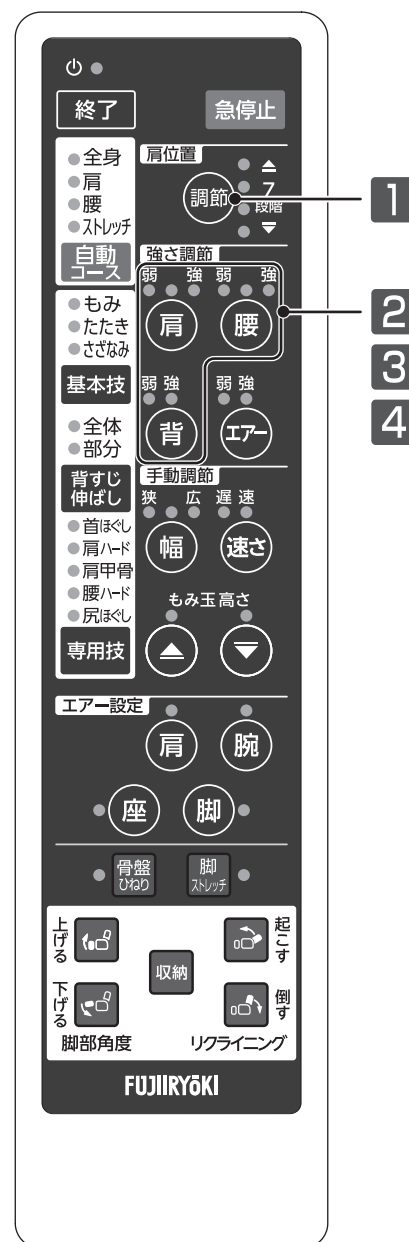 終了
急停止
全身
肩
腰
ストレッチ
自動
コース
肩位置
調節
7
段階
1
強さ調節
弱 強
弱 強
肩
腰
弱 強
弱 強
背
エアー
2
3
4
もみ
たたき
さざなみ
基本技
全体
部分
背すじ
伸ばし
首ほぐし
肩ハード
肩甲骨
腰ハード
尻ほぐし
専用技
手動調節
狭 広
遅 速
幅
速さ
もみ玉高さ
エアー設定
肩
腕
座
脚
骨盤
ひねり
脚
ストレッチ
上げる
下げる
脚部角度
収納
起こす
倒す
リクライニング
FUJIIRYōKI